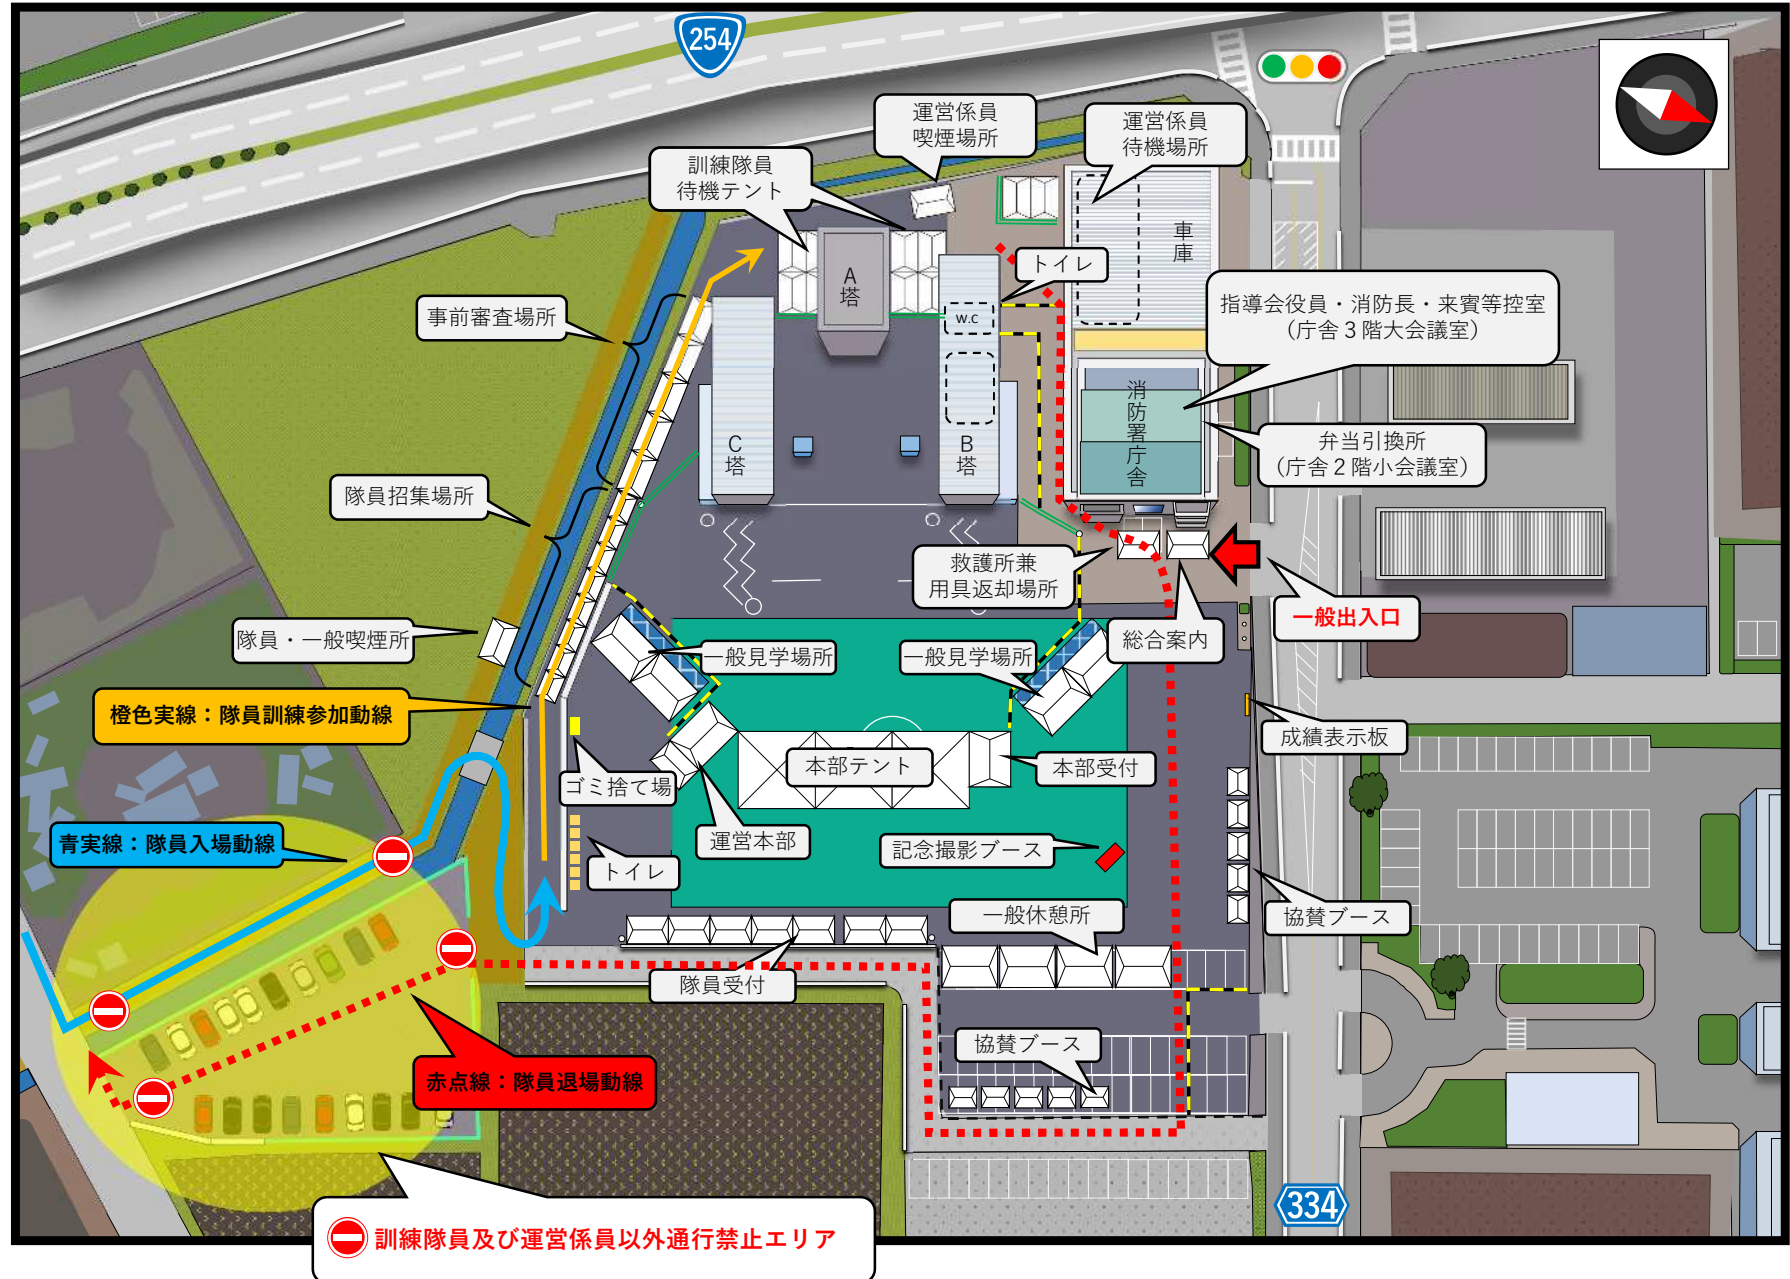 254
運営係員
喫煙場所
運営係員
待機場所
訓練隊員
待機テント
車庫
トイレ
A塔
W.C
事前審査場所
指導会役員・消防長・来賓等控室
（庁舎３階大会議室）
消防署庁舎
C塔
B塔
弁当引換所
（庁舎２階小会議室）
隊員招集場所
救護所兼
用具返却場所
一般出入口
隊員・一般喫煙所
一般見学場所
一般見学場所
総合案内
橙色実線：隊員訓練参加動線
成績表示板
本部テント
本部受付
ゴミ捨て場
青実線：隊員入場動線
運営本部
記念撮影ブース
トイレ
一般休憩所
協賛ブース
隊員受付
協賛ブース
赤点線：隊員退場動線
334
訓練隊員及び運営係員以外通行禁止エリア